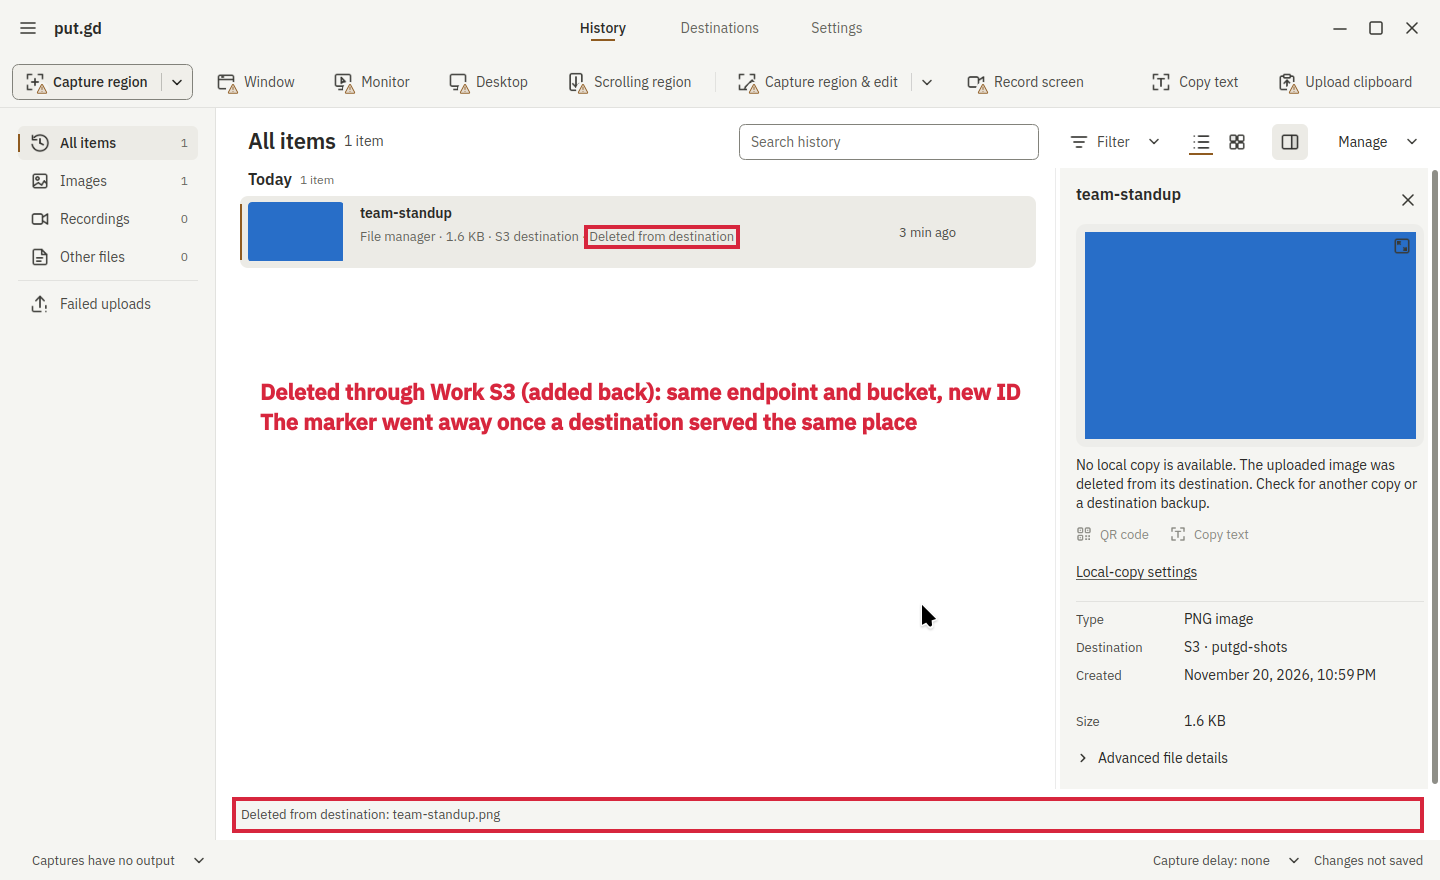 put.gd
History
Destinations
Settings
Capture region
Window
Monitor
Desktop
Scrolling region
Capture region & edit
Record screen
Copy text
Upload clipboard
All items 1
Images 1
Recordings 0
Other files 0
Failed uploads
All items 1 item
Search history
Filter
Manage
Today 1 item
team-standup
File manager · 1.6 KB · S3 destination · Deleted from destination
3 min ago
Deleted through Work S3 (added back): same endpoint and bucket, new ID
The marker went away once a destination served the same place
team-standup
No local copy is available. The uploaded image was
deleted from its destination. Check for another copy or
a destination backup.
QR code
Copy text
Local-copy settings
Type PNG image
Destination S3 · putgd-shots
Created November 20, 2026, 10:59 PM
Size 1.6 KB
Advanced file details
Deleted from destination: team-standup.png
Captures have no output
Capture delay: none
Changes not saved